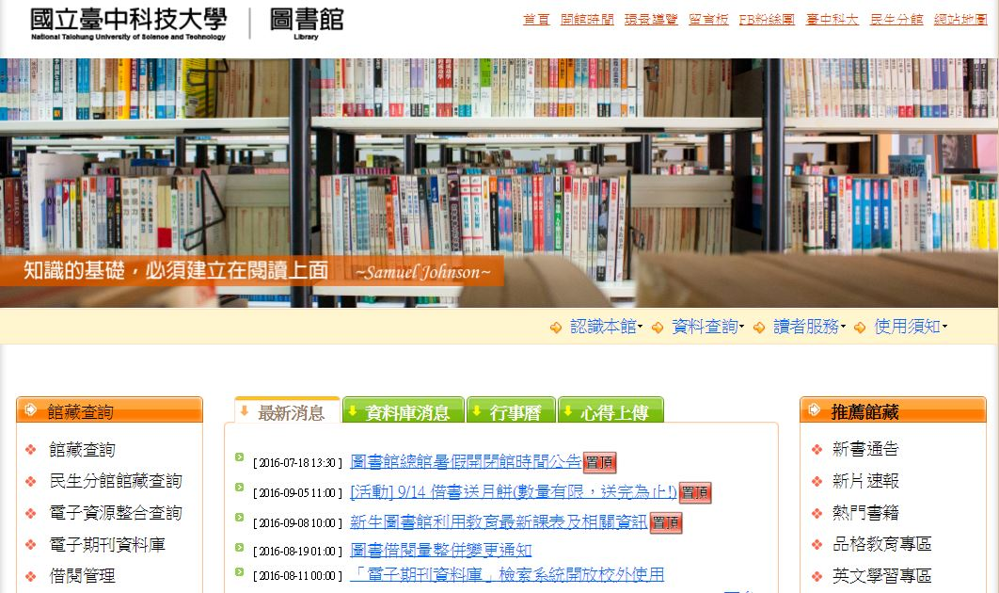 國立臺中科技大學 圖書館
National Taichung University of Science and Technology Library
首頁 開館時間 環景導覽 留言板 FB粉絲團 臺中科大 民生分館 網站地圖
知識的基礎，必須建立在閱讀上面 ~Samuel Johnson~
認識本館 資料查詢 讀者服務 使用須知
館藏查詢
館藏查詢
民生分館館藏查詢
電子資源整合查詢
電子期刊資料庫
借閱管理
最新消息 資料庫消息 行事曆 心得上傳
[ 2016-07-18 13:30 ] 圖書館總館暑假開閉館時間公告 置頂
[ 2016-09-05 11:00 ] [活動] 9/14 借書送月餅(數量有限，送完為止!) 置頂
[ 2016-09-08 10:00 ] 新生圖書館利用教育最新課表及相關資訊 置頂
[ 2016-08-19 01:00 ] 圖書借閱量整併變更通知
[ 2016-08-11 00:00 ] 「電子期刊資料庫」檢索系統開放校外使用
推薦館藏
新書通告
新片速報
熱門書籍
品格教育專區
英文學習專區